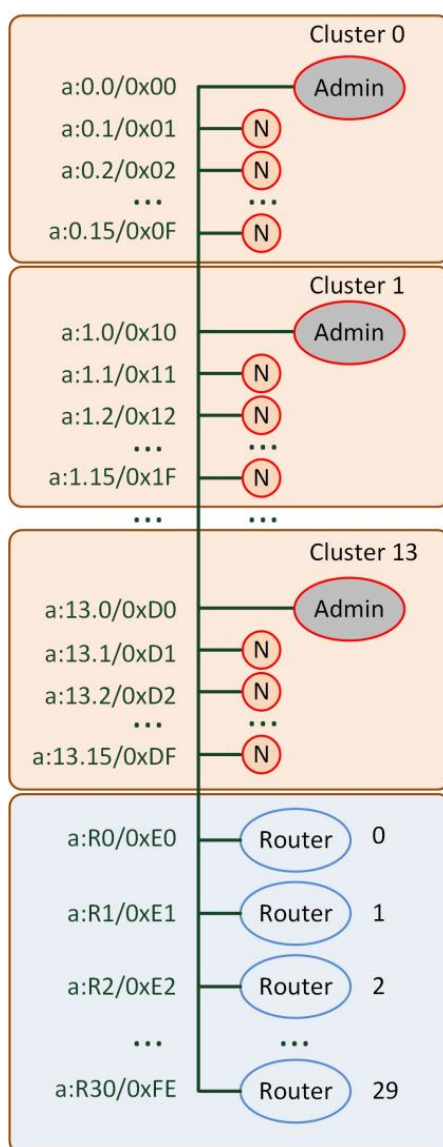 Cluster 0
a:0.0/0x00 Admin
a:0.1/0x01 N
a:0.2/0x02 N
... ...
a:0.15/0x0F N
Cluster 1
a:1.0/0x10 Admin
a:1.1/0x11 N
a:1.2/0x12 N
... ...
a:1.15/0x1F N
... ...
Cluster 13
a:13.0/0xD0 Admin
a:13.1/0xD1 N
a:13.2/0xD2 N
... ...
a:13.15/0xDF N
a:R0/0xE0 Router 0
a:R1/0xE1 Router 1
a:R2/0xE2 Router 2
... ...
a:R30/0xFE Router 29